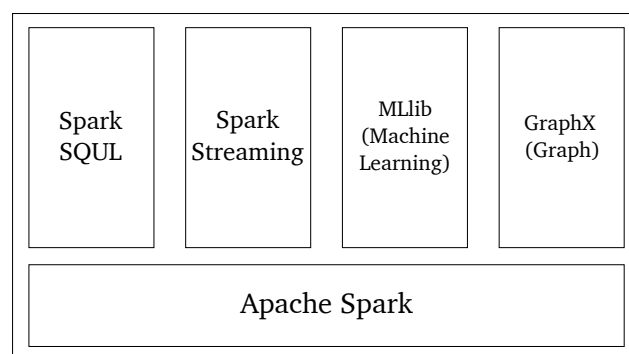 Spark
SQUL
Spark
Streaming
MLlib
(Machine
Learning)
GraphX
(Graph)
Apache Spark